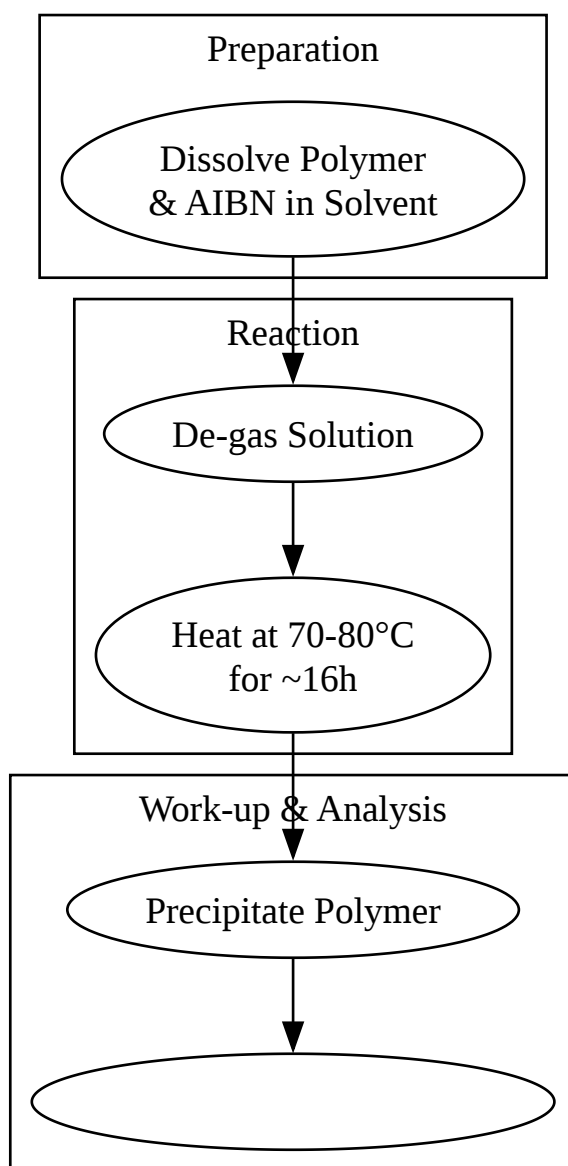 Preparation
Dissolve Polymer
& AIBN in Solvent
Reaction
De-gas Solution
Heat at 70-80°C
for ~16h
Work-up & Analysis
Precipitate Polymer